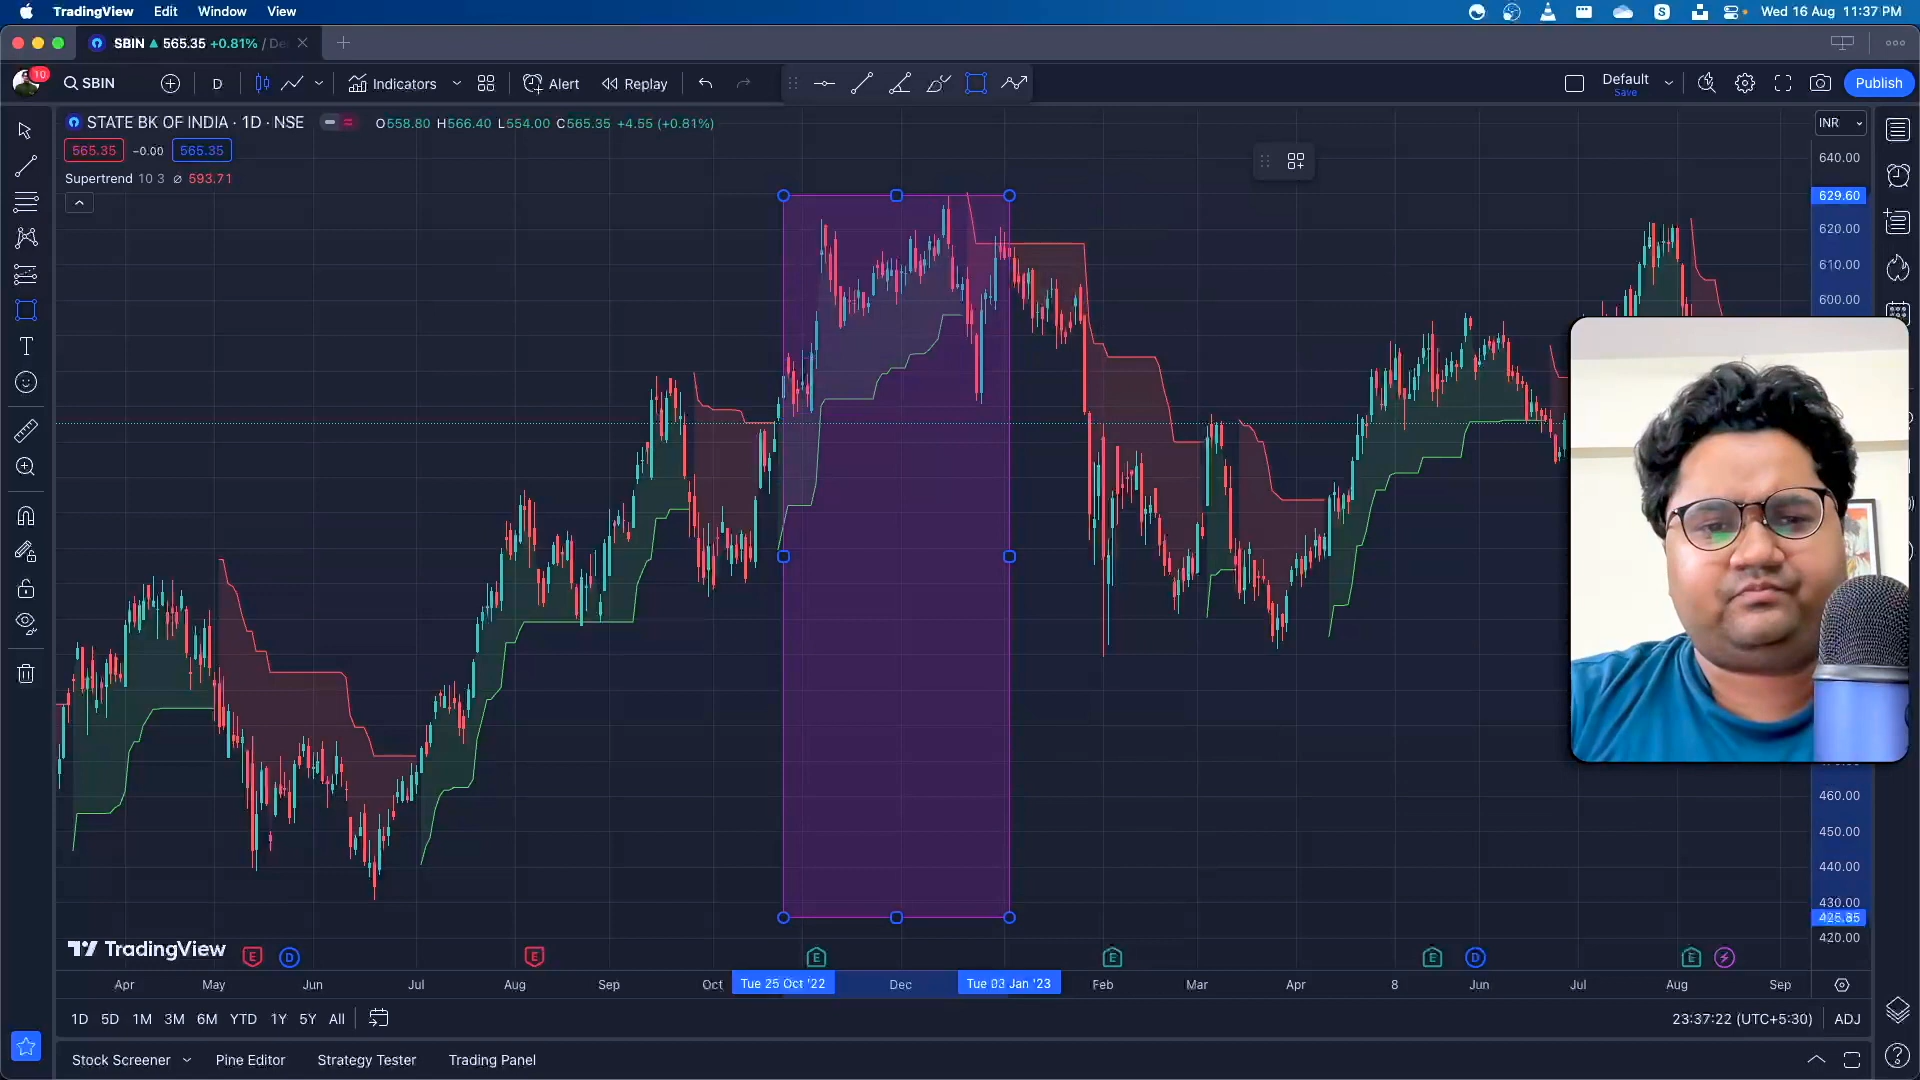 TradingView Edit Window View
Wed 16 Aug 11:37 PM
SBIN 565.35 +0.81% / De
10
SBIN D Indicators Alert Replay Default Save Publish
STATE BK OF INDIA · 1D · NSE O558.80 H566.40 L554.00 C565.35 +4.55 (+0.81%)
INR
565.35 −0.00 565.35
Supertrend 10 3 ⌀ 593.71
640.00
629.60
620.00
610.00
600.00
460.00
450.00
440.00
430.00
425.85
420.00
TradingView
E D E E E E D E
Apr May Jun Jul Aug Sep Oct Tue 25 Oct '22 Dec Tue 03 Jan '23 Feb Mar Apr 8 Jun Jul Aug Sep
1D 5D 1M 3M 6M YTD 1Y 5Y All 23:37:22 (UTC+5:30) ADJ
Stock Screener Pine Editor Strategy Tester Trading Panel